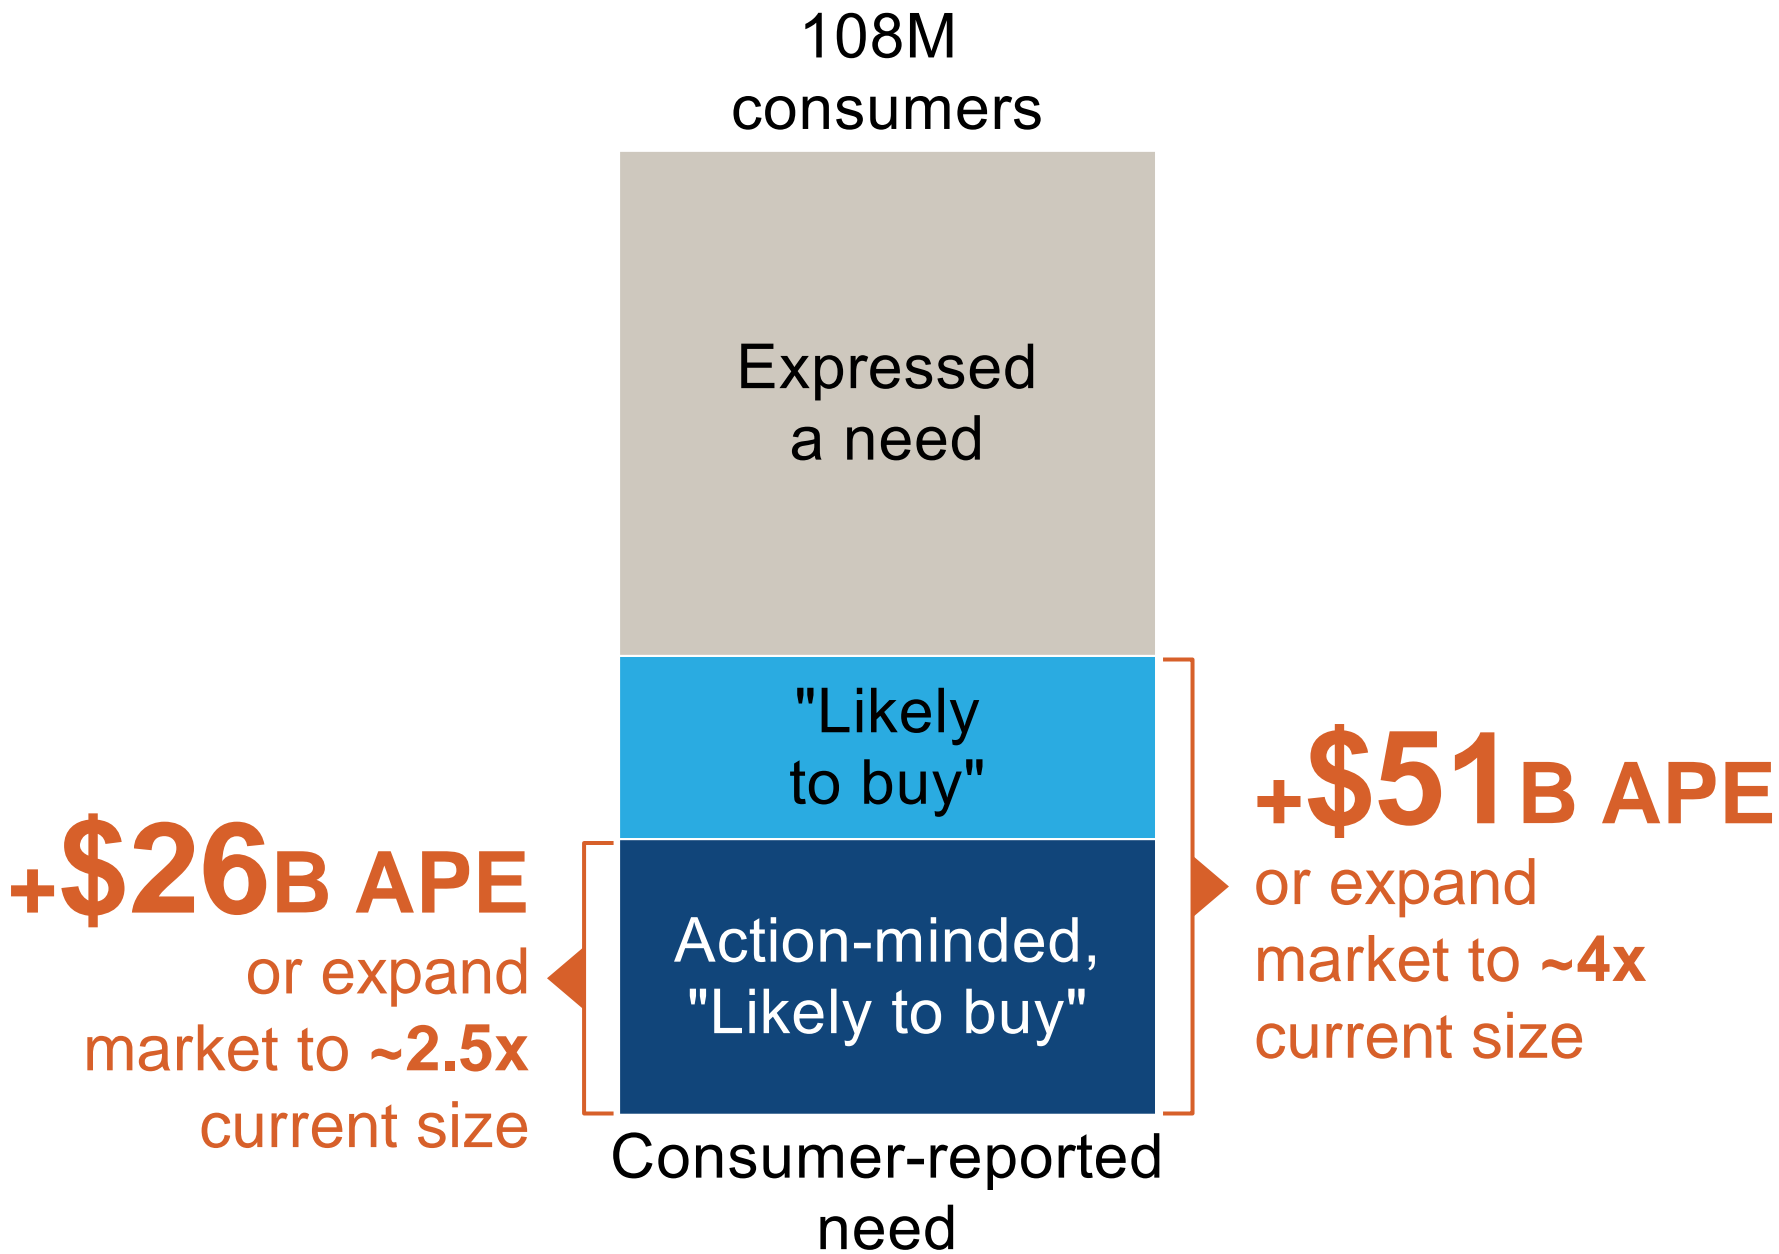 108M
consumers
Expressed
a need
"Likely
to buy"
Action-minded,
"Likely to buy"
Consumer-reported
need
+$26B APE
or expand
market to ~2.5x
current size
+$51B APE
or expand
market to ~4x
current size